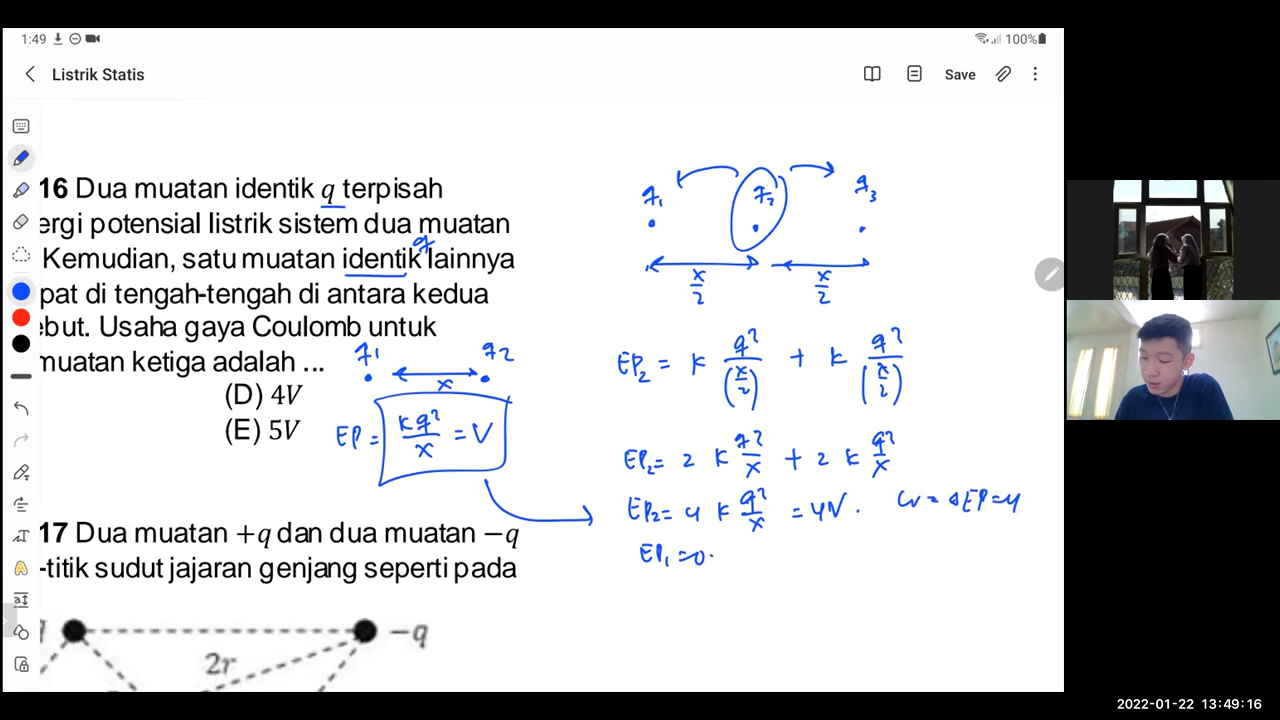 1:49
100%
Listrik Statis
Save
16 Dua muatan identik q terpisah
ergi potensial listrik sistem dua muatan
q
Kemudian, satu muatan identik lainnya
pat di tengah-tengah di antara kedua
ebut. Usaha gaya Coulomb untuk
muatan ketiga adalah ...
(D) 4V
(E) 5V
q1 q2
x
EP = kq²/x = V
q1 q2 q3
x/2 x/2
EP2 = k q²/(x/2) + k q²/(x/2)
EP2 = 2 k q²/x + 2 k q²/x
EP2 = 4 k q²/x = 4V. W = ΔEP = 4
EP1 = 0.
17 Dua muatan +q dan dua muatan −q
-titik sudut jajaran genjang seperti pada
−q
2r
2022-01-22 13:49:16